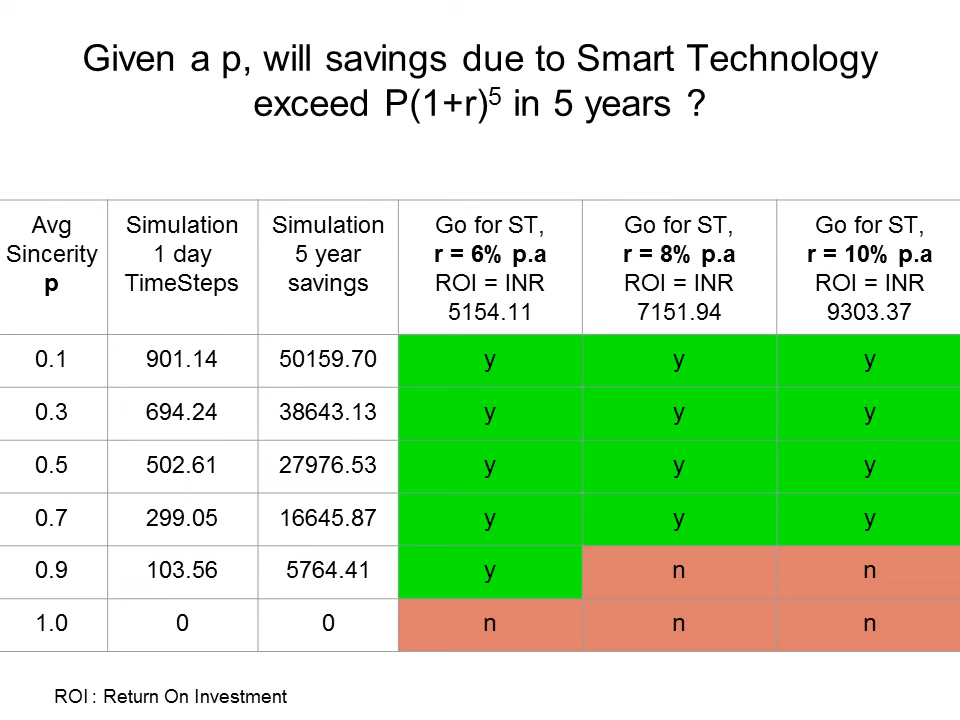 Given a p, will savings due to Smart Technology
exceed P(1+r)⁵ in 5 years ?
Avg Sincerity p | Simulation 1 day TimeSteps | Simulation 5 year savings | Go for ST, r = 6% p.a ROI = INR 5154.11 | Go for ST, r = 8% p.a ROI = INR 7151.94 | Go for ST, r = 10% p.a ROI = INR 9303.37
0.1 | 901.14 | 50159.70 | y | y | y
0.3 | 694.24 | 38643.13 | y | y | y
0.5 | 502.61 | 27976.53 | y | y | y
0.7 | 299.05 | 16645.87 | y | y | y
0.9 | 103.56 | 5764.41 | y | n | n
1.0 | 0 | 0 | n | n | n
ROI : Return On Investment